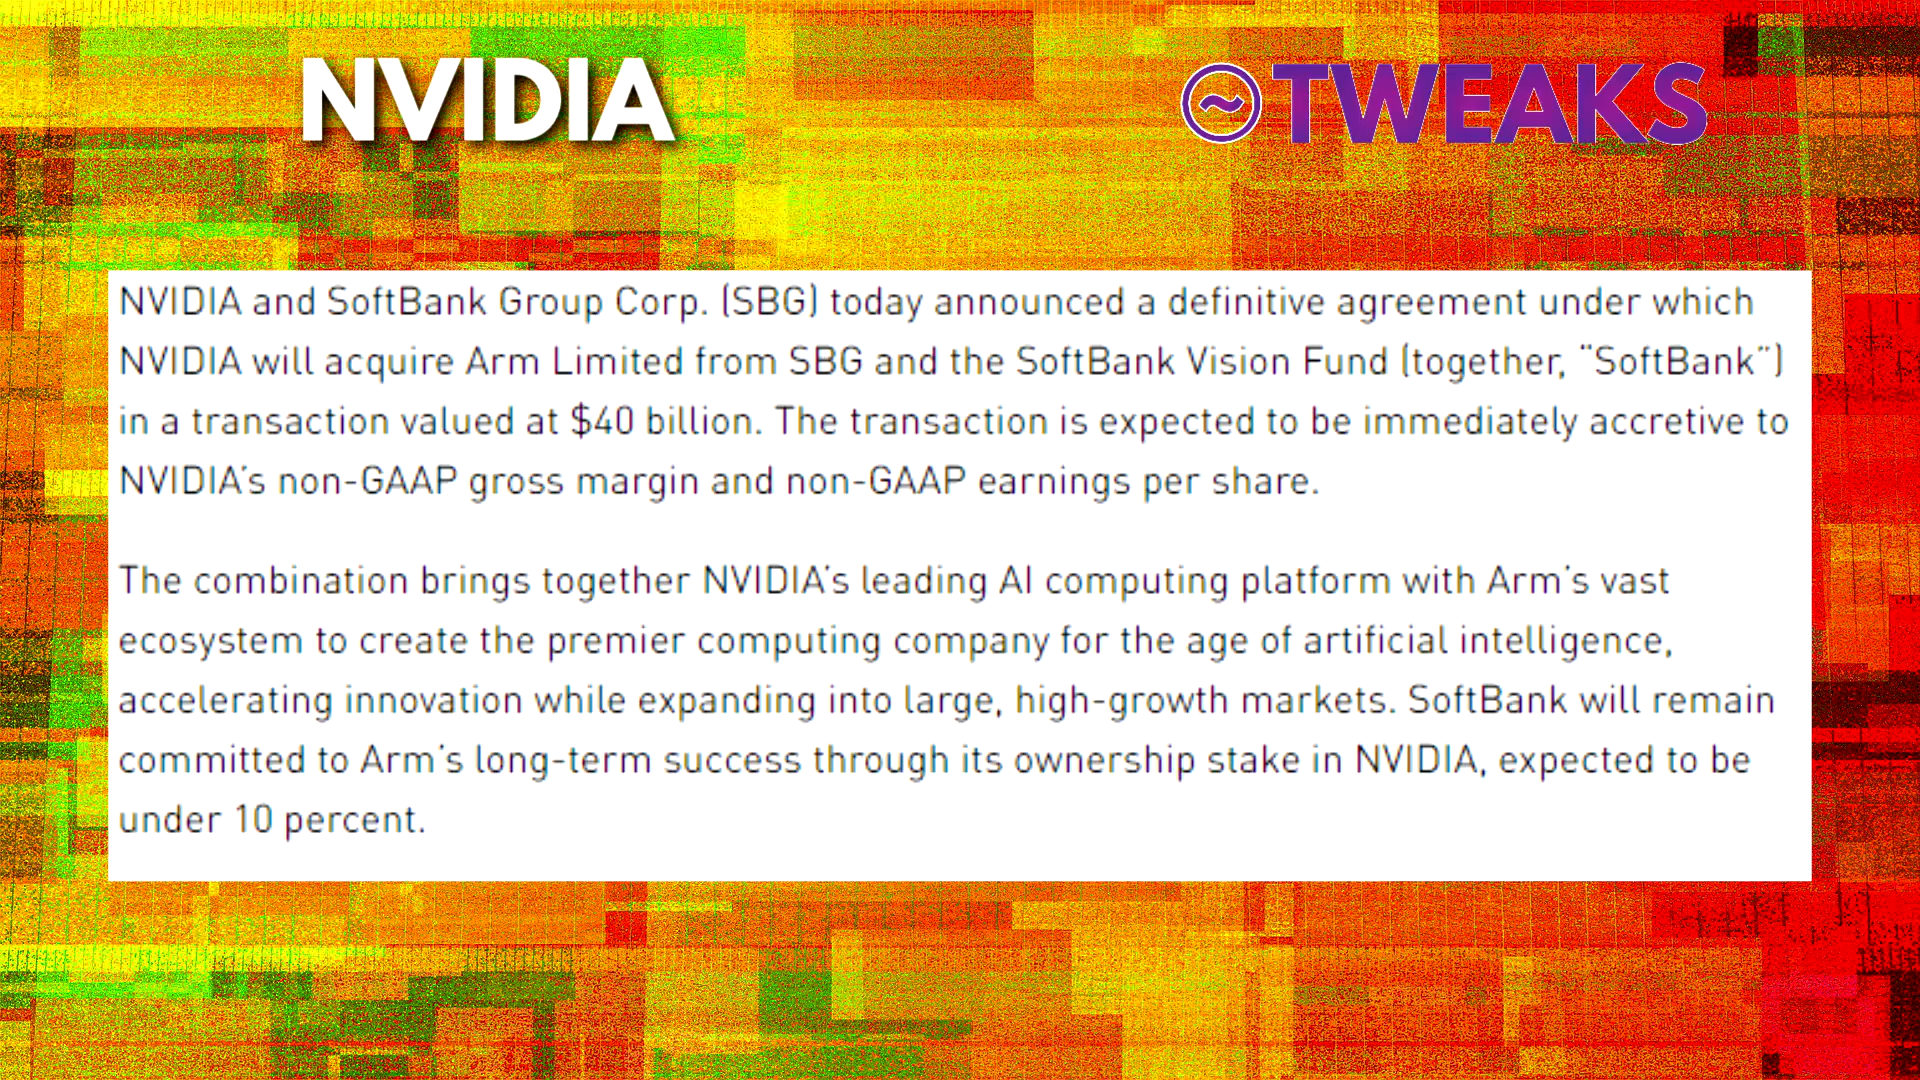 NVIDIA
TWEAKS
NVIDIA and SoftBank Group Corp. (SBG) today announced a definitive agreement under which
NVIDIA will acquire Arm Limited from SBG and the SoftBank Vision Fund (together, “SoftBank”)
in a transaction valued at $40 billion. The transaction is expected to be immediately accretive to
NVIDIA’s non-GAAP gross margin and non-GAAP earnings per share.
The combination brings together NVIDIA’s leading AI computing platform with Arm’s vast
ecosystem to create the premier computing company for the age of artificial intelligence,
accelerating innovation while expanding into large, high-growth markets. SoftBank will remain
committed to Arm’s long-term success through its ownership stake in NVIDIA, expected to be
under 10 percent.